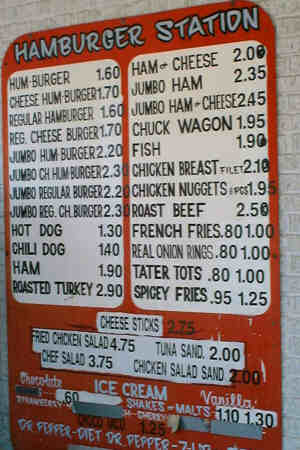 HAMBURGER STATION
HUM-BURGER 1.60
CHEESE HUM-BURGER 1.70
REGULAR HAMBURGER 1.60
REG. CHEESE BURGER 1.70
JUMBO HUM-BURGER 2.20
JUMBO CH.HUM-BURGER 2.30
JUMBO REGULAR BURGER 2.20
JUMBO REG. CH. BURGER 2.30
HOT DOG 1.30
CHILI DOG 1.40
HAM 1.90
ROASTED TURKEY 2.90
HAM & CHEESE 2.00
JUMBO HAM 2.35
JUMBO HAM & CHEESE 2.45
CHUCK WAGON 1.95
FISH 1.90
CHICKEN BREAST FILET 2.10
CHICKEN NUGGETS 6 PCS 1.95
ROAST BEEF 2.50
FRENCH FRIES .80 1.00
REAL ONION RINGS .80 1.00
TATER TOTS .80 1.00
SPICEY FRIES .95 1.25
CHEESE STICKS 2.75
FRIED CHICKEN SALAD 4.75 TUNA SAND. 2.00
CHEF SALAD 3.75 CHICKEN SALAD SAND. 2.00
Chocolate ICE CREAM Vanilla
STRAWBERRY .60 SHAKES - MALTS 1.10 1.30
CHERRY
1.25
DR. PEPPER - DIET DR. PEPPER - 7-UP